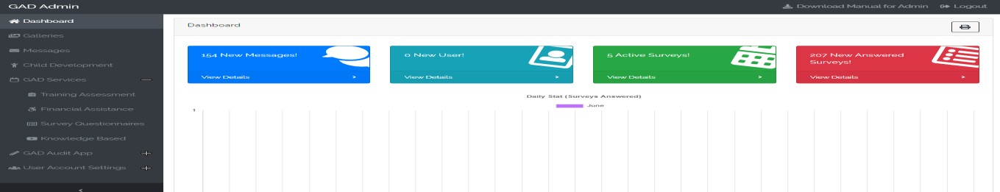 GAD Admin
Download Manual for Admin Logout
Dashboard
Galleries
Messages
Child Development
GAD Services
Training Assessment
Financial Assistance
Survey Questionnaires
Knowledge Based
GAD Audit App
User Account Settings
Dashboard
154 New Messages!
View Details >
0 New User!
View Details >
5 Active Surveys!
View Details >
207 New Answered
Surveys!
View Details >
Daily Stat (Surveys Answered)
June
1